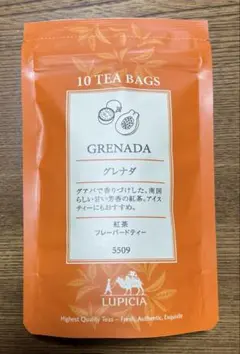 10 TEA BAGS
GRENADA
グレナダ
グアバで香りづけした、南国
らしい甘い芳香の紅茶。アイス
ティーにもおすすめ。
紅茶
フレーバードティー
5509
LUPICIA
Highest Quality Teas – Fresh, Authentic, Exquisite